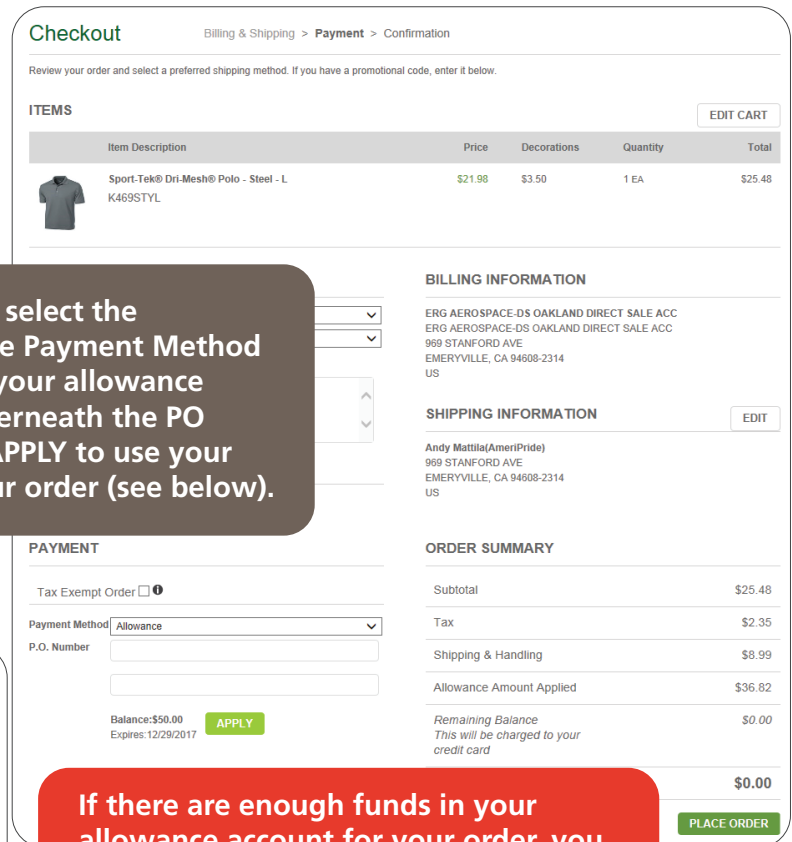 Checkout
Billing & Shipping > Payment > Confirmation
Review your order and select a preferred shipping method. If you have a promotional code, enter it below.
ITEMS
EDIT CART
Item Description Price Decorations Quantity Total
Sport-Tek® Dri-Mesh® Polo - Steel - L $21.98 $3.50 1 EA $25.48
K469STYL
select the
Payment Method
your allowance
the PO
APPLY to use your
order (see below).
BILLING INFORMATION
ERG AEROSPACE-DS OAKLAND DIRECT SALE ACC
ERG AEROSPACE-DS OAKLAND DIRECT SALE ACC
969 STANFORD AVE
EMERYVILLE, CA 94608-2314
US
SHIPPING INFORMATION
EDIT
Andy Mattila(AmeriPride)
969 STANFORD AVE
EMERYVILLE, CA 94608-2314
US
PAYMENT
Tax Exempt Order
Payment Method Allowance
P.O. Number
Balance:$50.00
Expires:12/29/2017
APPLY
ORDER SUMMARY
Subtotal $25.48
Tax $2.35
Shipping & Handling $8.99
Allowance Amount Applied $36.82
Remaining Balance $0.00
This will be charged to your
credit card
$0.00
PLACE ORDER
If there are enough funds in your
allowance account for your order, you